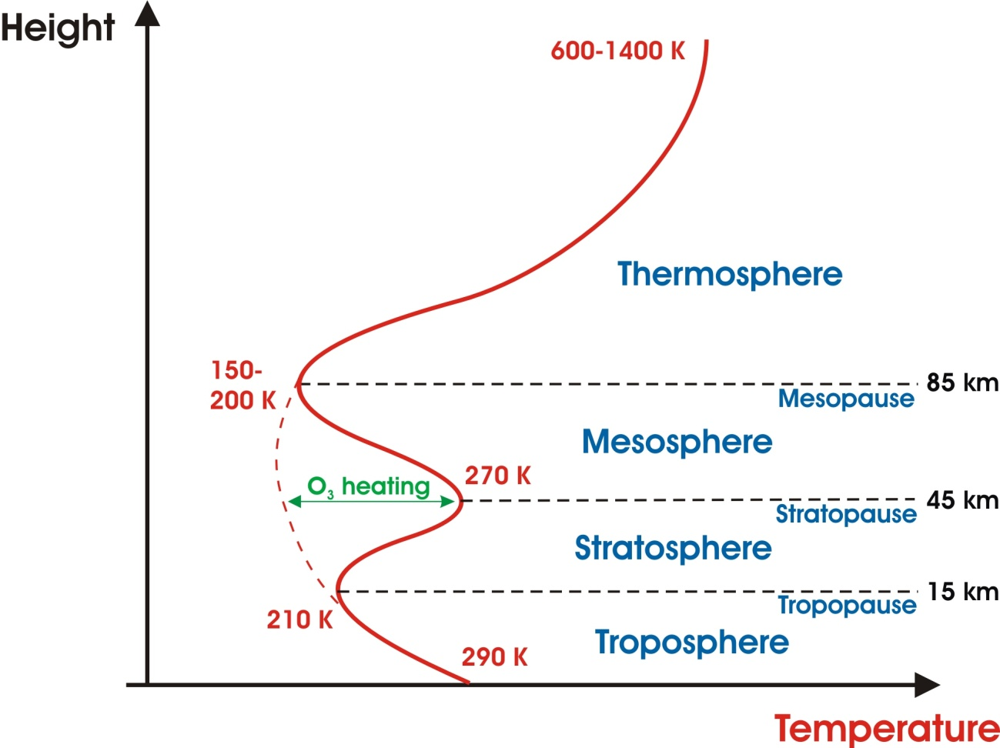 Height
600-1400 K
Thermosphere
150-
200 K
85 km
Mesopause
Mesosphere
270 K
O₃ heating
45 km
Stratopause
Stratosphere
15 km
Tropopause
210 K
Troposphere
290 K
Temperature